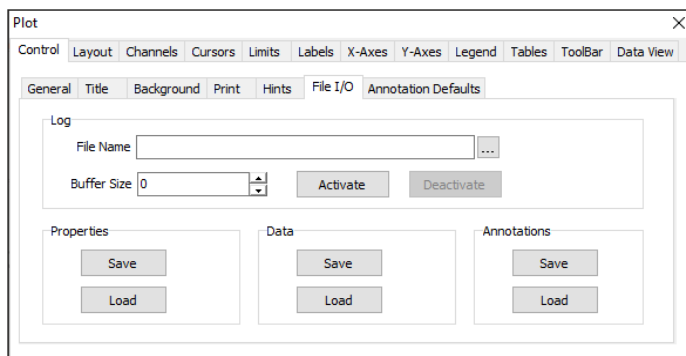 Plot
Control Layout Channels Cursors Limits Labels X-Axes Y-Axes Legend Tables ToolBar Data View
General Title Background Print Hints File I/O Annotation Defaults
Log
File Name ...
Buffer Size 0 Activate Deactivate
Properties Data Annotations
Save Save Save
Load Load Load